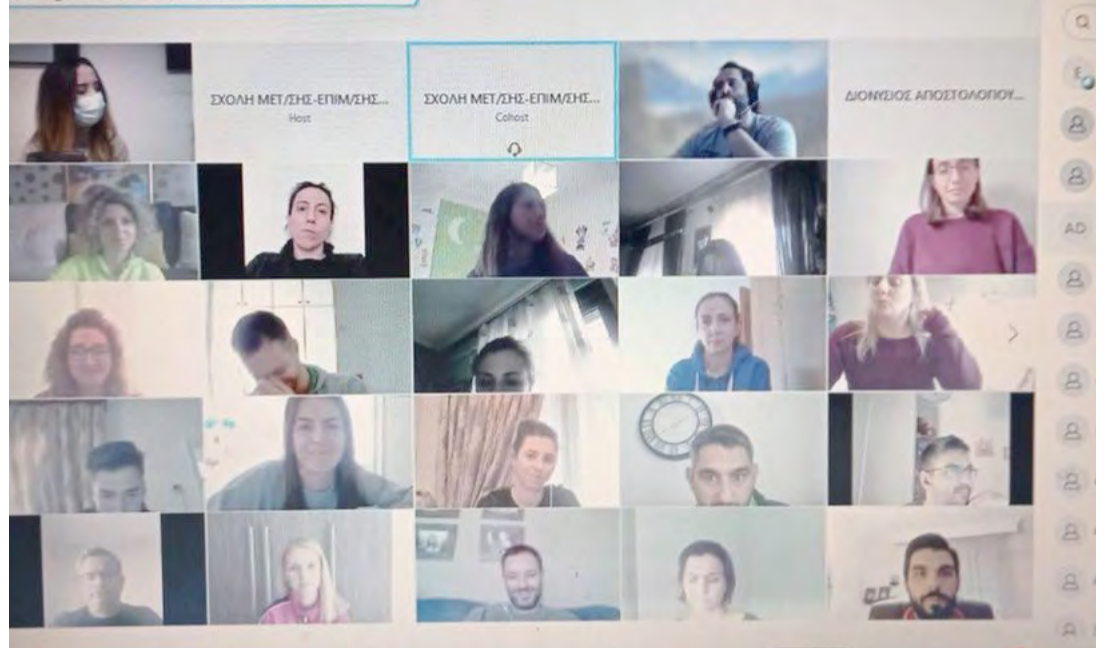 ΣΧΟΛΗ ΜΕΤ/ΣΗΣ-ΕΠΙΜ/ΣΗΣ...
Host
ΣΧΟΛΗ ΜΕΤ/ΣΗΣ-ΕΠΙΜ/ΣΗΣ...
Cohost
ΔΙΟΝΥΣΙΟΣ ΑΠΟΣΤΟΛΟΠΟΥ...
AD